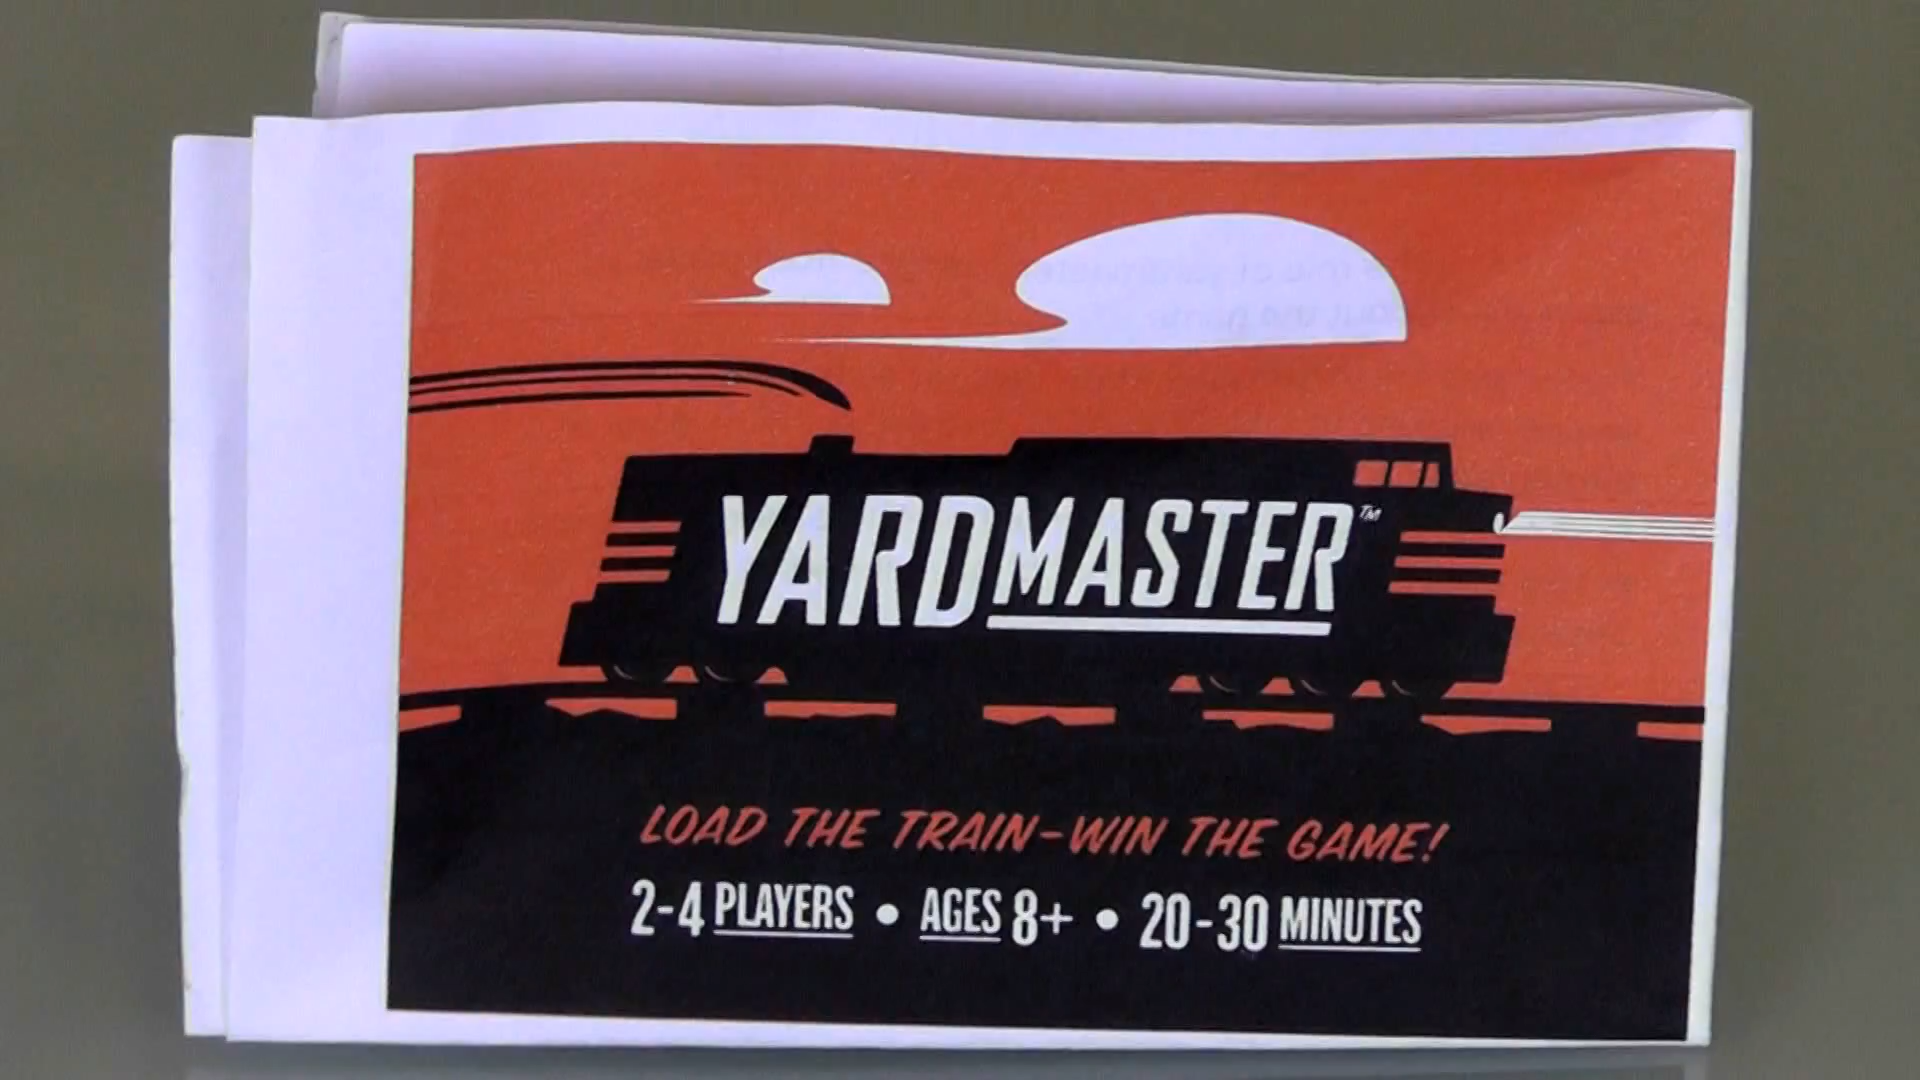 YARDMASTER™
LOAD THE TRAIN-WIN THE GAME!
2-4 PLAYERS • AGES 8+ • 20-30 MINUTES